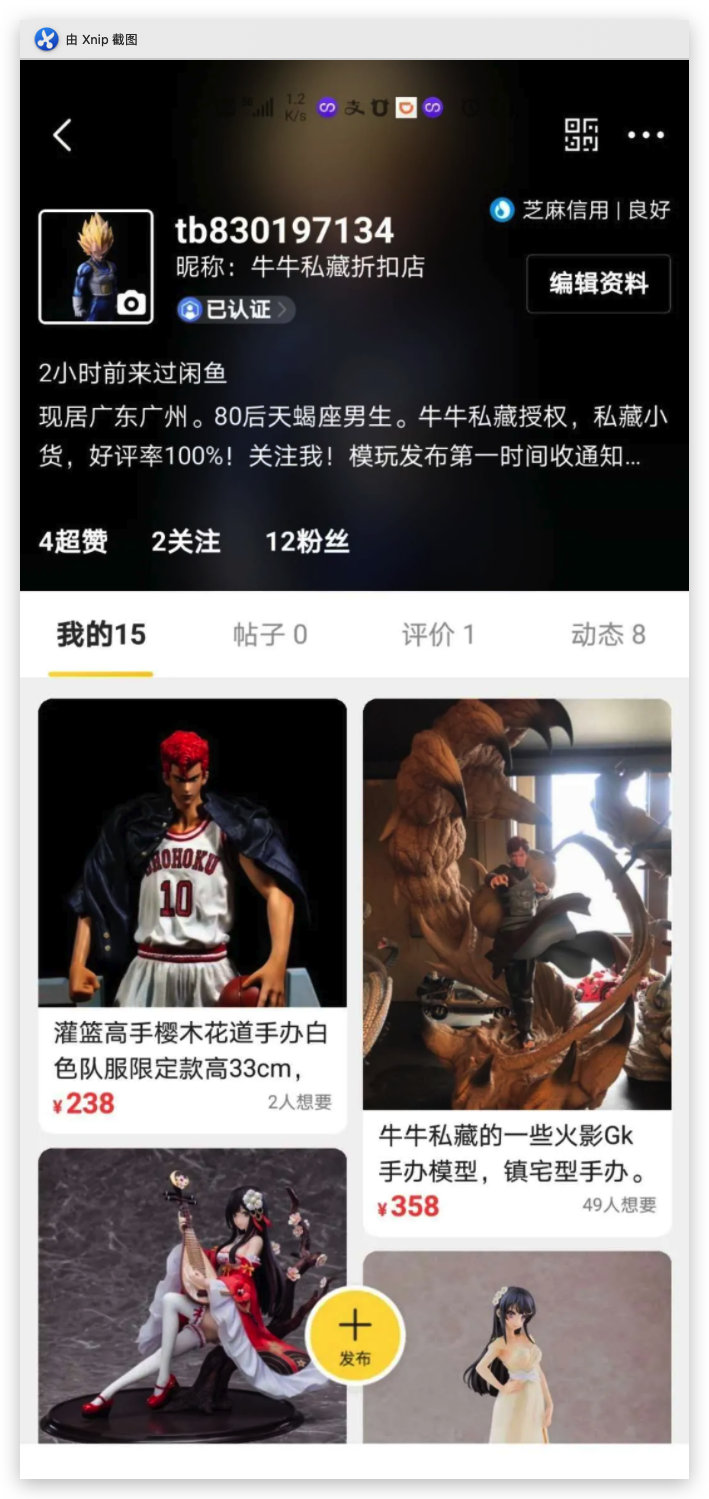 由 Xnip 截图
5G
1.2
K/s
芝麻信用 | 良好
tb830197134
昵称：牛牛私藏折扣店
编辑资料
已认证
2小时前来过闲鱼
现居广东广州。80后天蝎座男生。牛牛私藏授权，私藏小
货，好评率100%！关注我！模玩发布第一时间收通知...
4超赞 2关注 12粉丝
我的15 帖子 0 评价 1 动态 8
SHOHOKU
10
灌篮高手樱木花道手办白
色队服限定款高33cm，
¥238 2人想要
牛牛私藏的一些火影Gk
手办模型，镇宅型手办。
¥358 49人想要
发布